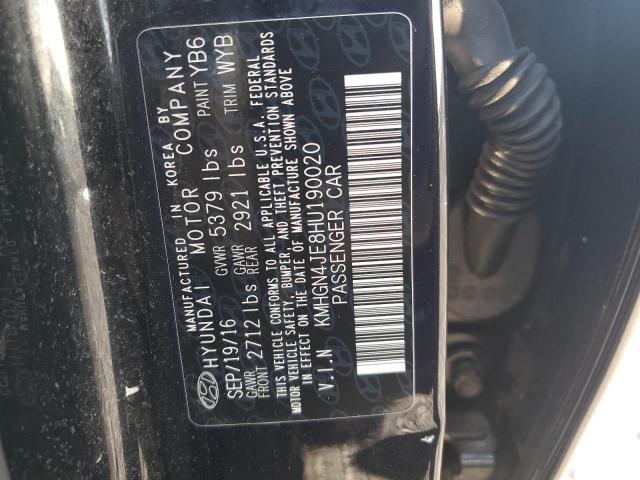 MANUFACTURED IN KOREA BY
HYUNDAI MOTOR COMPANY
SEP/19/16 GVWR 5379 lbs PAINT YB6
GAWR FRONT 2712 lbs GAWR REAR 2921 lbs TRIM WYB
THIS VEHICLE CONFORMS TO ALL APPLICABLE U.S.A. FEDERAL
MOTOR VEHICLE SAFETY, BUMPER, AND THEFT PREVENTION STANDARDS
IN EFFECT ON THE DATE OF MANUFACTURE SHOWN ABOVE
V.I.N KMHGN4JE8HU190020
PASSENGER CAR